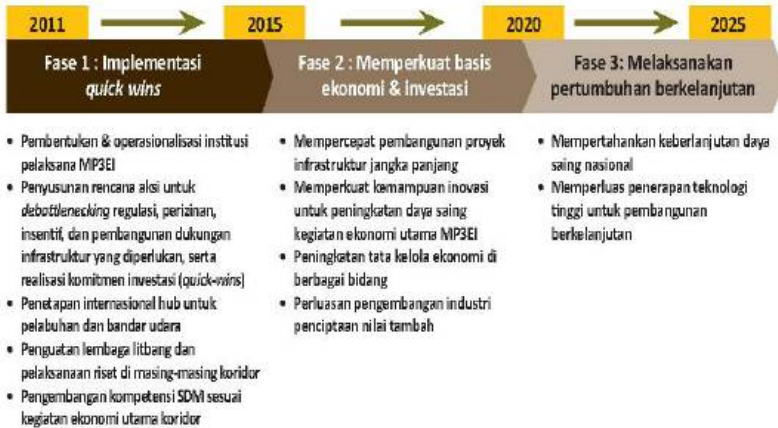 2011
2015
2020
2025
Fase 1 : Implementasi
quick wins
Fase 2 : Memperkuat basis
ekonomi & investasi
Fase 3: Melaksanakan
pertumbuhan berkelanjutan
• Pembentukan & operasionalisasi institusi
pelaksana MP3EI
• Penyusunan rencana aksi untuk
debottlenecking regulasi, perizinan,
insentif, dan pembangunan dukungan
infrastruktur yang diperlukan, serta
realisasi komitmen investasi (quick-wins)
• Penetapan internasional hub untuk
pelabuhan dan bandar udara
• Penguatan lembaga litbang dan
pelaksanaan riset di masing-masing koridor
• Pengembangan kompetensi SDM sesuai
kegiatan ekonomi utama koridor
• Mempercepat pembangunan proyek
infrastruktur jangka panjang
• Memperkuat kemampuan inovasi
untuk peningkatan daya saing
kegiatan ekonomi utama MP3EI
• Peningkatan tata kelola ekonomi di
berbagai bidang
• Perluasan pengembangan industri
penciptaan nilai tambah
• Mempertahankan keberlanjutan daya
saing nasional
• Memperluas penerapan teknologi
tinggi untuk pembangunan
berkelanjutan